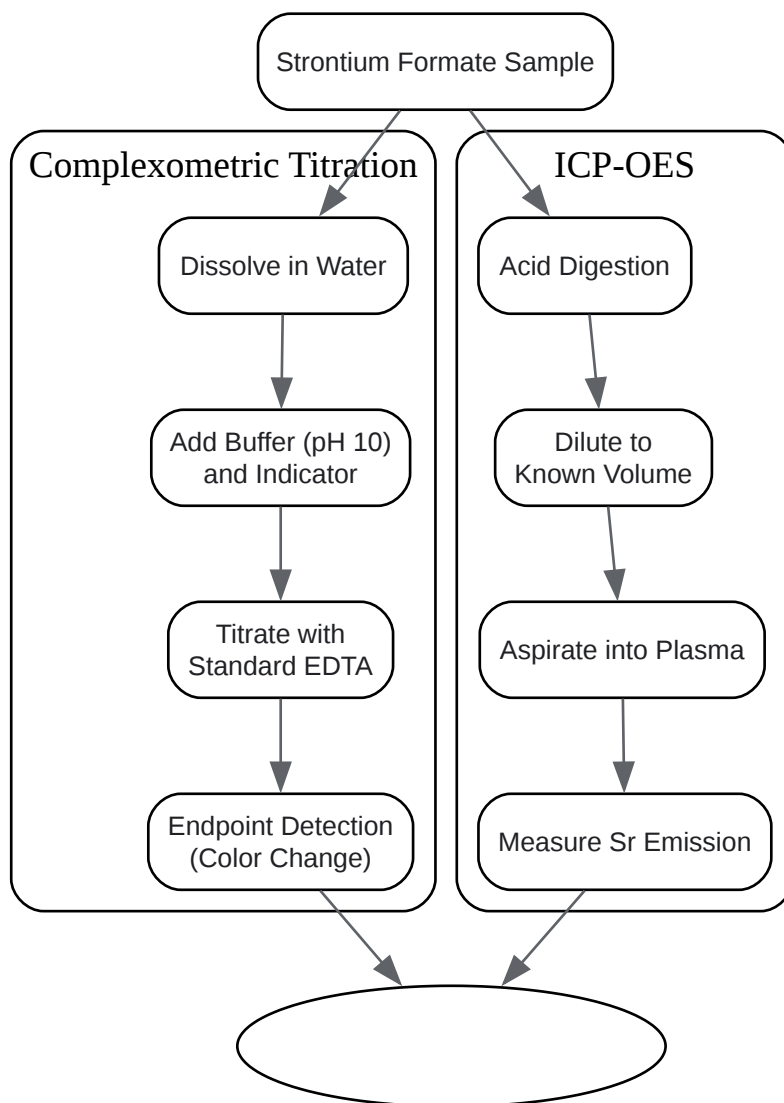 Strontium Formate Sample
Complexometric Titration
Dissolve in Water
Add Buffer (pH 10)
and Indicator
Titrate with
Standard EDTA
Endpoint Detection
(Color Change)
ICP-OES
Acid Digestion
Dilute to
Known Volume
Aspirate into Plasma
Measure Sr Emission